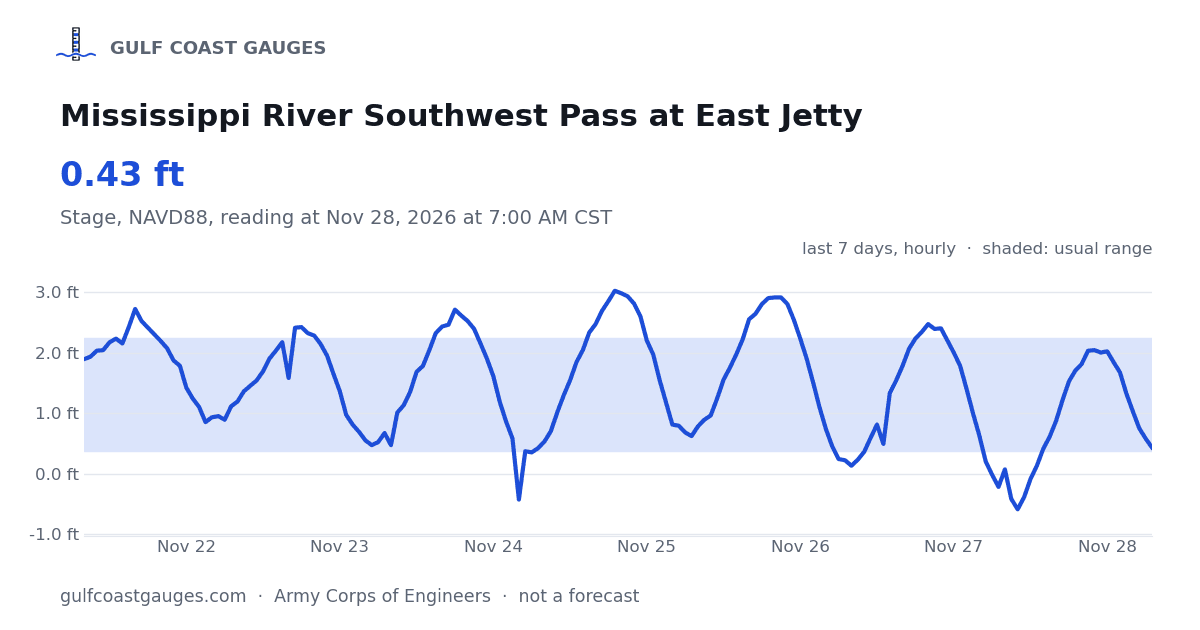 GULF COAST GAUGES
Mississippi River Southwest Pass at East Jetty
0.43 ft
Stage, NAVD88, reading at Nov 28, 2026 at 7:00 AM CST
last 7 days, hourly · shaded: usual range
3.0 ft
2.0 ft
1.0 ft
0.0 ft
-1.0 ft
Nov 22 Nov 23 Nov 24 Nov 25 Nov 26 Nov 27 Nov 28
gulfcoastgauges.com · Army Corps of Engineers · not a forecast